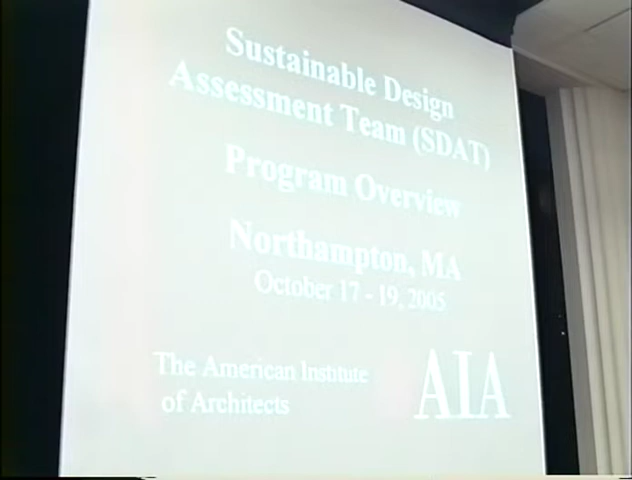 Sustainable Design
Assessment Team (SDAT)
Program Overview
Northampton, MA
October 17 - 19, 2005
The American Institute
of Architects
AIA